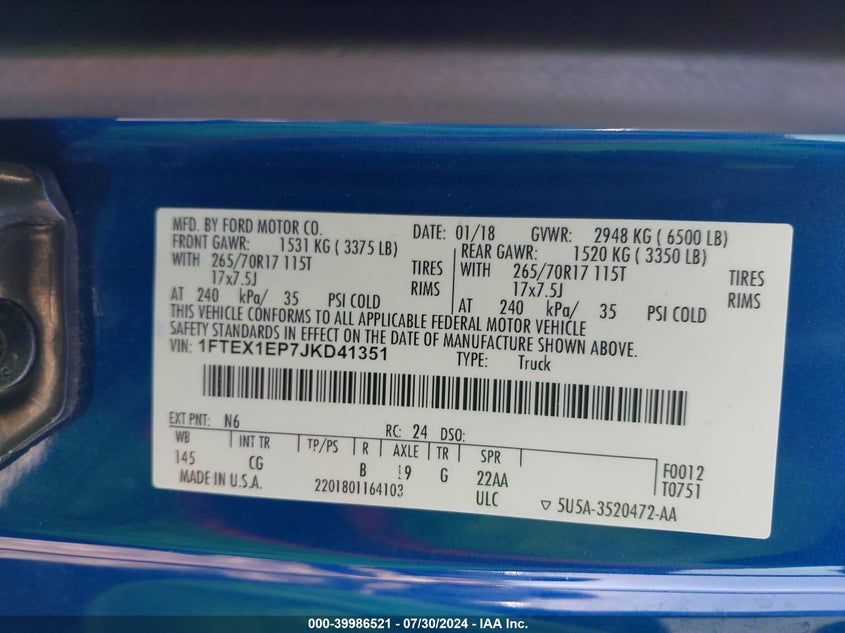 MFD. BY FORD MOTOR CO. DATE: 01/18 GVWR: 2948 KG ( 6500 LB)
FRONT GAWR: 1531 KG ( 3375 LB) REAR GAWR: 1520 KG ( 3350 LB)
WITH 265/70R17 115T TIRES WITH 265/70R17 115T TIRES
17x7.5J RIMS 17x7.5J RIMS
AT 240 kPa/ 35 PSI COLD AT 240 kPa/ 35 PSI COLD
THIS VEHICLE CONFORMS TO ALL APPLICABLE FEDERAL MOTOR VEHICLE
SAFETY STANDARDS IN EFFECT ON THE DATE OF MANUFACTURE SHOWN ABOVE.
VIN: 1FTEX1EP7JKD41351 TYPE: Truck
EXT PNT: N6 RC: 24 DSO:
WB INT TR TP/PS R AXLE TR SPR F0012
145 CG B 19 G 22AA T0751
MADE IN U.S.A. 2201801164103 ULC ▽ 5U5A-3520472-AA
000-39986521 / 07/30/2024 - IAA Inc.